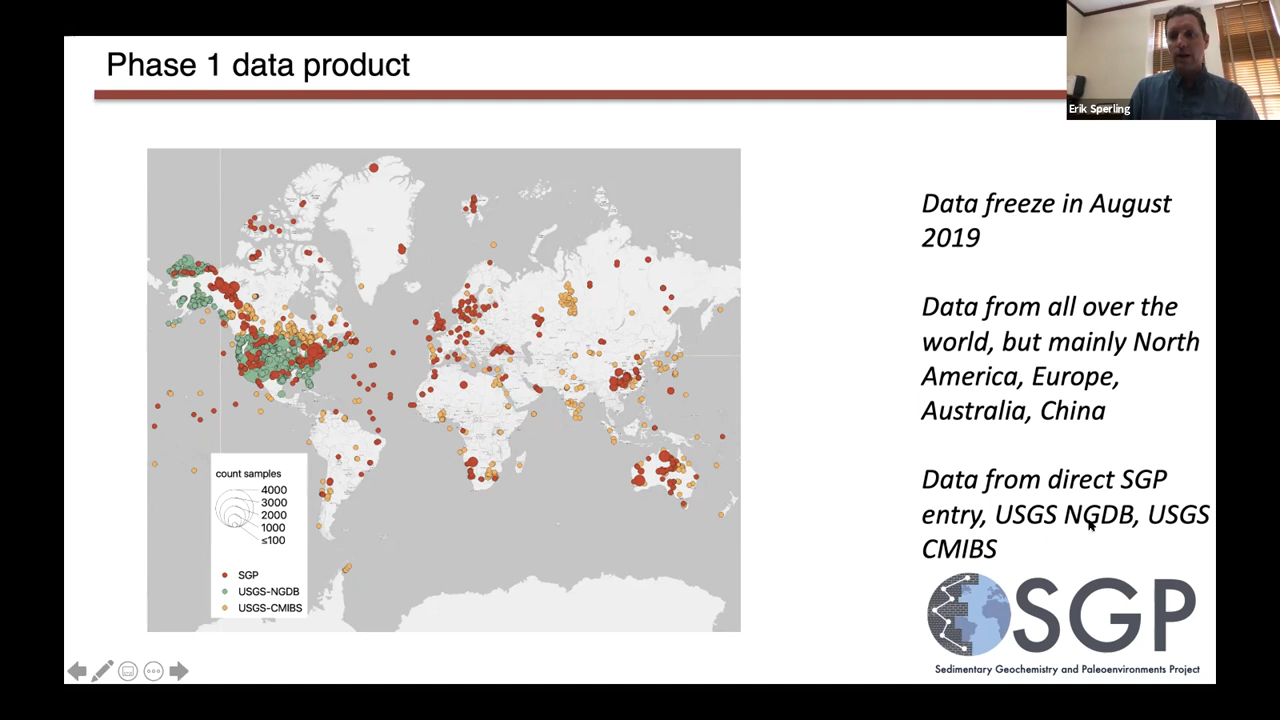 Phase 1 data product
Erik Sperling
Data freeze in August
2019
Data from all over the
world, but mainly North
America, Europe,
Australia, China
Data from direct SGP
entry, USGS NGDB, USGS
CMIBS
count samples
4000
3000
2000
1000
≤100
SGP
USGS-NGDB
USGS-CMIBS
SGP
Sedimentary Geochemistry and Paleoenvironments Project